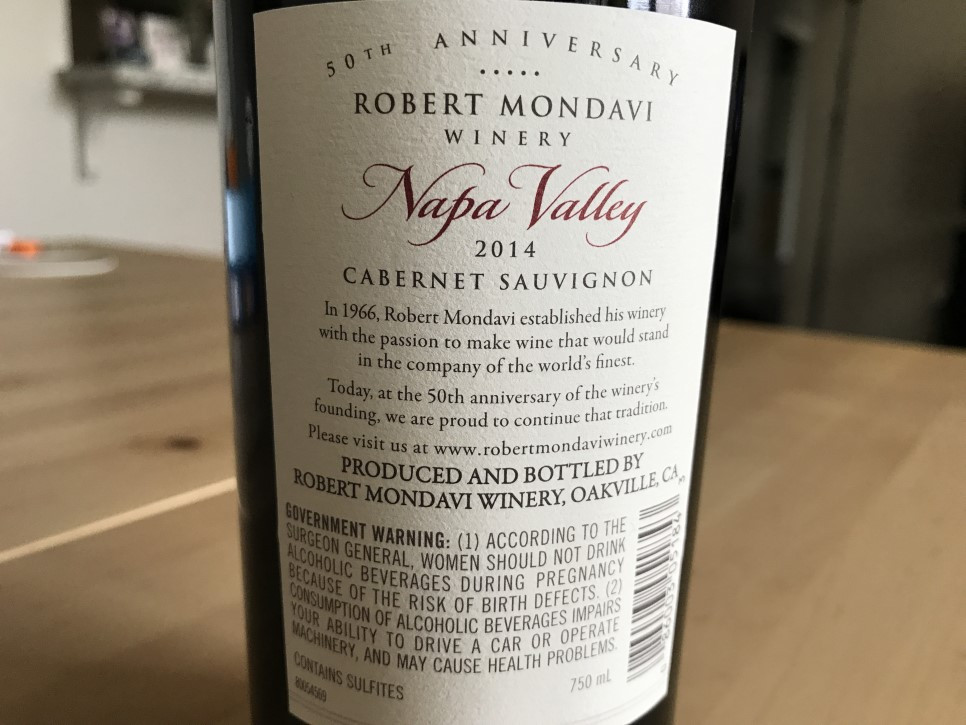 50TH ANNIVERSARY
•••••
ROBERT MONDAVI
WINERY
Napa Valley
2014
CABERNET SAUVIGNON
In 1966, Robert Mondavi established his winery
with the passion to make wine that would stand
in the company of the world's finest.
Today, at the 50th anniversary of the winery's
founding, we are proud to continue that tradition.
Please visit us at www.robertmondaviwinery.com
PRODUCED AND BOTTLED BY
ROBERT MONDAVI WINERY, OAKVILLE, CA
GOVERNMENT WARNING: (1) ACCORDING TO THE
SURGEON GENERAL, WOMEN SHOULD NOT DRINK
ALCOHOLIC BEVERAGES DURING PREGNANCY
BECAUSE OF THE RISK OF BIRTH DEFECTS. (2)
CONSUMPTION OF ALCOHOLIC BEVERAGES IMPAIRS
YOUR ABILITY TO DRIVE A CAR OR OPERATE
MACHINERY, AND MAY CAUSE HEALTH PROBLEMS.
CONTAINS SULFITES
750 mL